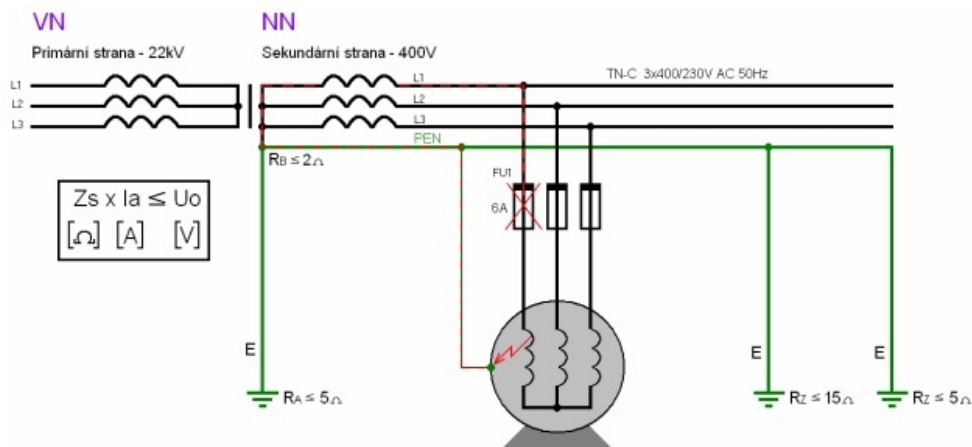 VN
NN
Primární strana - 22kV
Sekundární strana - 400V
L1
L2
L3
L1
L2
L3
TN-C 3x400/230V AC 50Hz
PEN
RB ≤ 2Ω
FU1
6A
Zs x Ia ≤ Uo
[Ω] [A] [V]
E
RA ≤ 5Ω
E
RZ ≤ 15Ω
E
RZ ≤ 5Ω